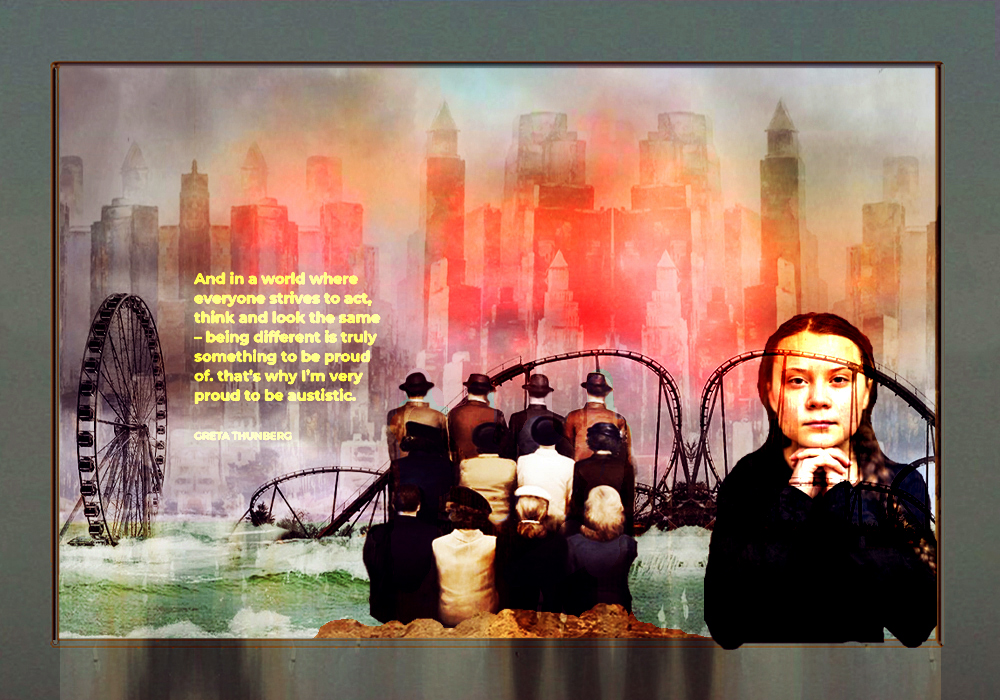 And in a world where
everyone strives to act,
think and look the same
– being different is truly
something to be proud
of. that's why I'm very
proud to be austistic.
GRETA THUNBERG